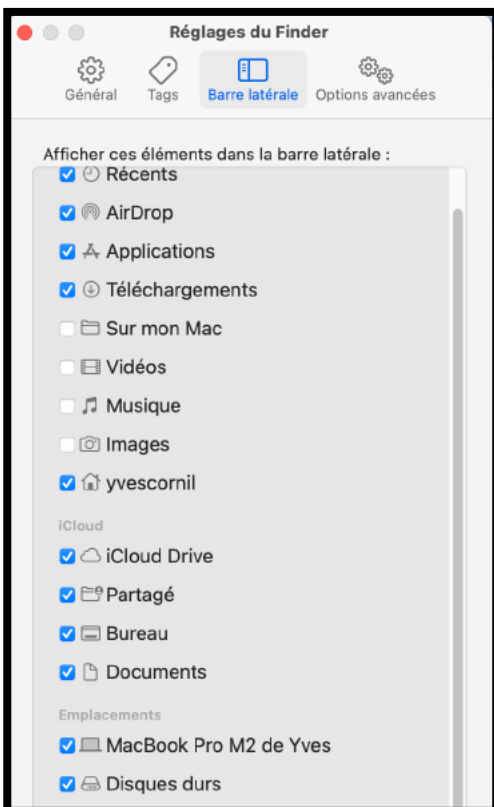 Réglages du Finder
Général Tags Barre latérale Options avancées
Afficher ces éléments dans la barre latérale :
Récents
AirDrop
Applications
Téléchargements
Sur mon Mac
Vidéos
Musique
Images
yvescornil
iCloud
iCloud Drive
Partagé
Bureau
Documents
Emplacements
MacBook Pro M2 de Yves
Disques durs